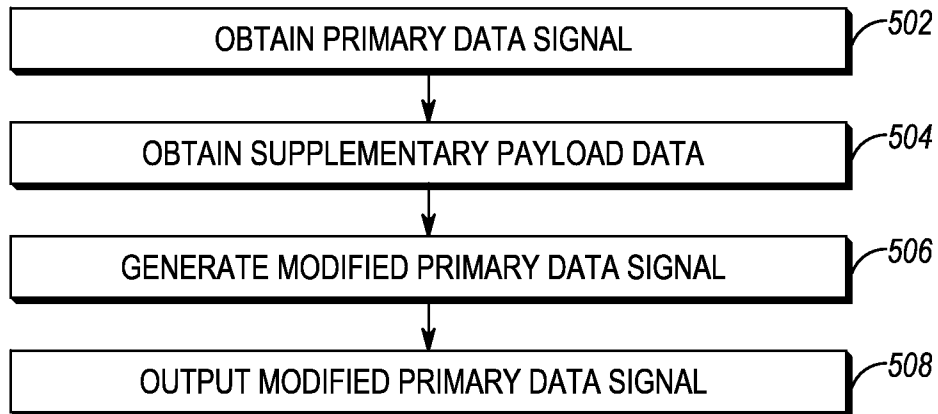 OBTAIN PRIMARY DATA SIGNAL 502
OBTAIN SUPPLEMENTARY PAYLOAD DATA 504
GENERATE MODIFIED PRIMARY DATA SIGNAL 506
OUTPUT MODIFIED PRIMARY DATA SIGNAL 508